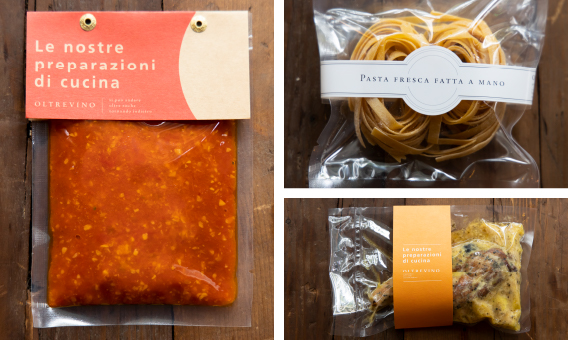 Le nostre
preparazioni
di cucina
OLTREVINO
PASTA FRESCA FATTA A MANO
Le nostre
preparazioni
di cucina
OLTREVINO